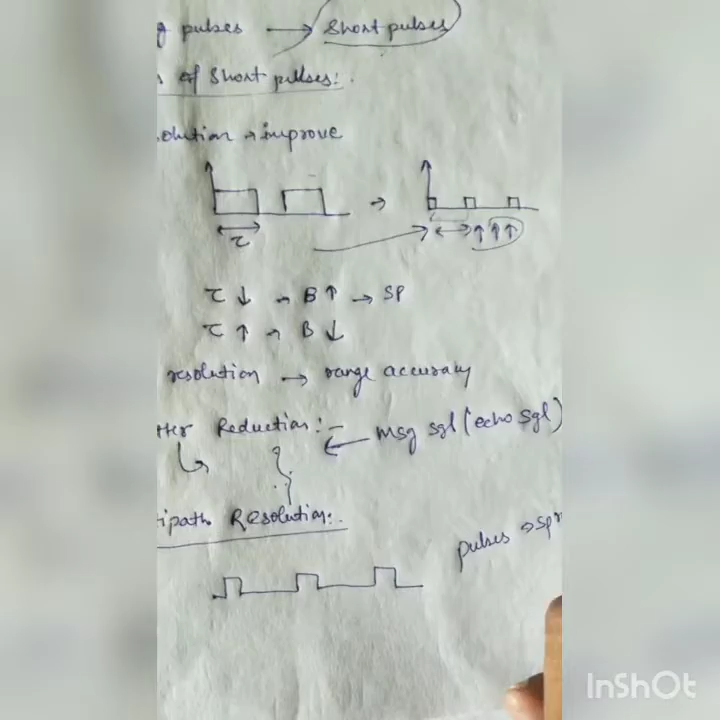 pulses → Short pulses
of Short pulses:
olution → improve
τ
τ ↓ → B ↑ → SP
τ ↑ → B ↓
resolution → range accuracy
tter Reduction:- ← Msg sgl (echo sgl)
ipath Resolution:
pulses → spr
InShOt